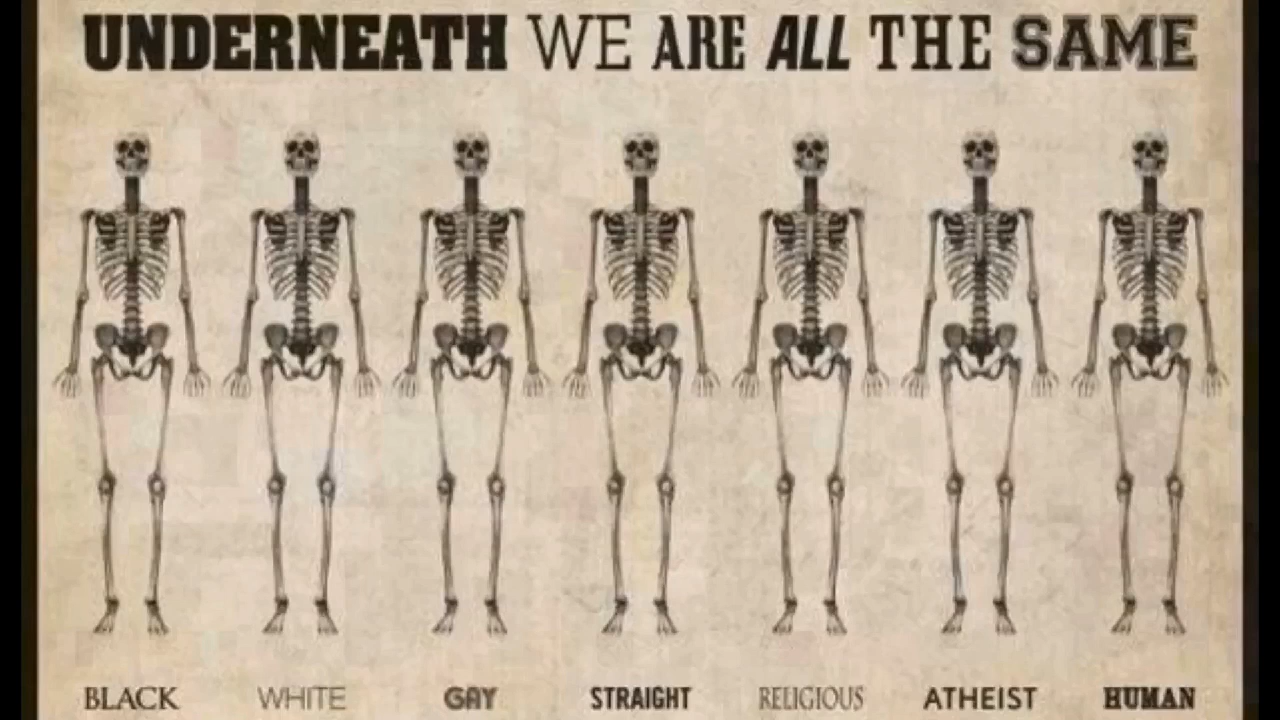 UNDERNEATH WE ARE ALL THE SAME
BLACK WHITE GAY STRAIGHT RELIGIOUS ATHEIST HUMAN